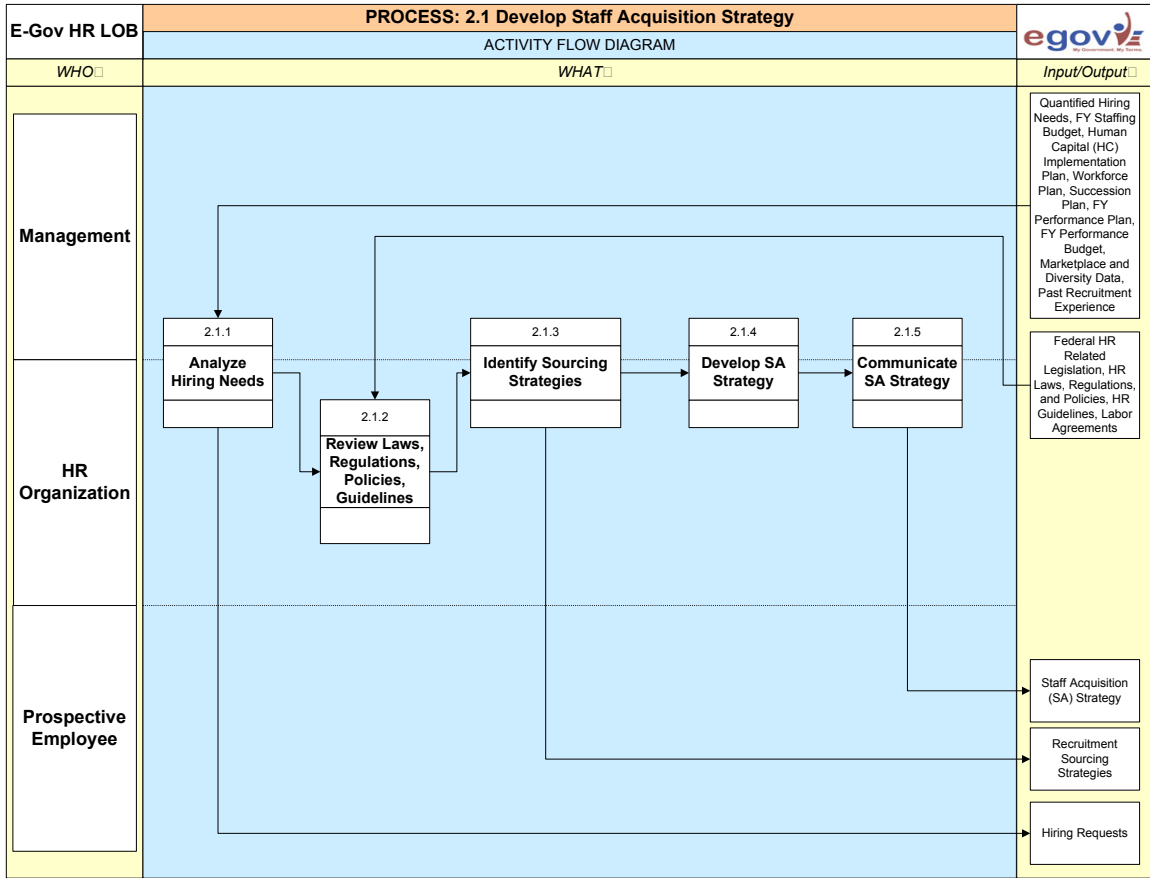 E-Gov HR LOB
PROCESS: 2.1 Develop Staff Acquisition Strategy
ACTIVITY FLOW DIAGRAM
egov
My Government. My Terms.
WHO□
WHAT□
Input/Output□
Management
HR
Organization
Prospective
Employee
2.1.1
Analyze
Hiring Needs
2.1.2
Review Laws,
Regulations,
Policies,
Guidelines
2.1.3
Identify Sourcing
Strategies
2.1.4
Develop SA
Strategy
2.1.5
Communicate
SA Strategy
Quantified Hiring
Needs, FY Staffing
Budget, Human
Capital (HC)
Implementation
Plan, Workforce
Plan, Succession
Plan, FY
Performance Plan,
FY Performance
Budget,
Marketplace and
Diversity Data,
Past Recruitment
Experience
Federal HR
Related
Legislation, HR
Laws, Regulations,
and Policies, HR
Guidelines, Labor
Agreements
Staff Acquisition
(SA) Strategy
Recruitment
Sourcing
Strategies
Hiring Requests